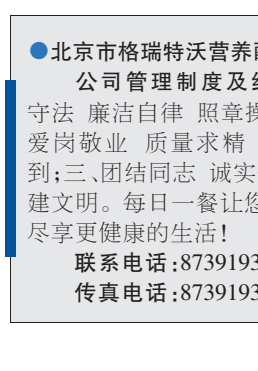 ●北京市格瑞特沃营养配
公司管理制度及纪
守法 廉洁自律 照章操
爱岗敬业 质量求精
到;三、团结同志 诚实
建文明。每日一餐让您
尽享更健康的生活!
联系电话:8739193
传真电话:8739193